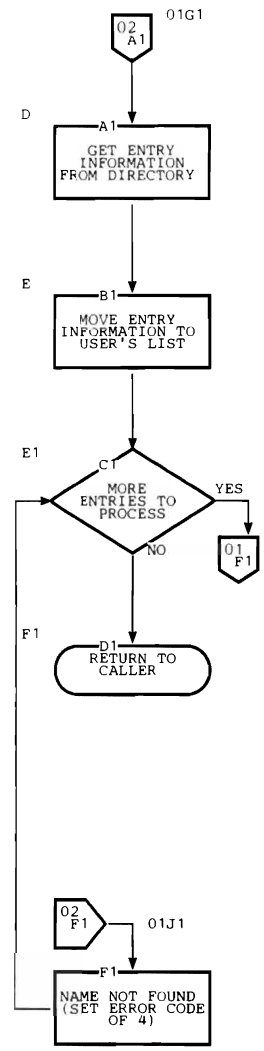 02
A1
01G1
D
A1
GET ENTRY
INFORMATION
FROM DIRECTORY
E
B1
MOVE ENTRY
INFORMATION TO
USER'S LIST
E1
C1
MORE
ENTRIES TO
PROCESS
YES
NO
01
F1
F1
D1
RETURN TO
CALLER
02
F1
01J1
F1
NAME NOT FOUND
(SET ERROR CODE
OF 4)